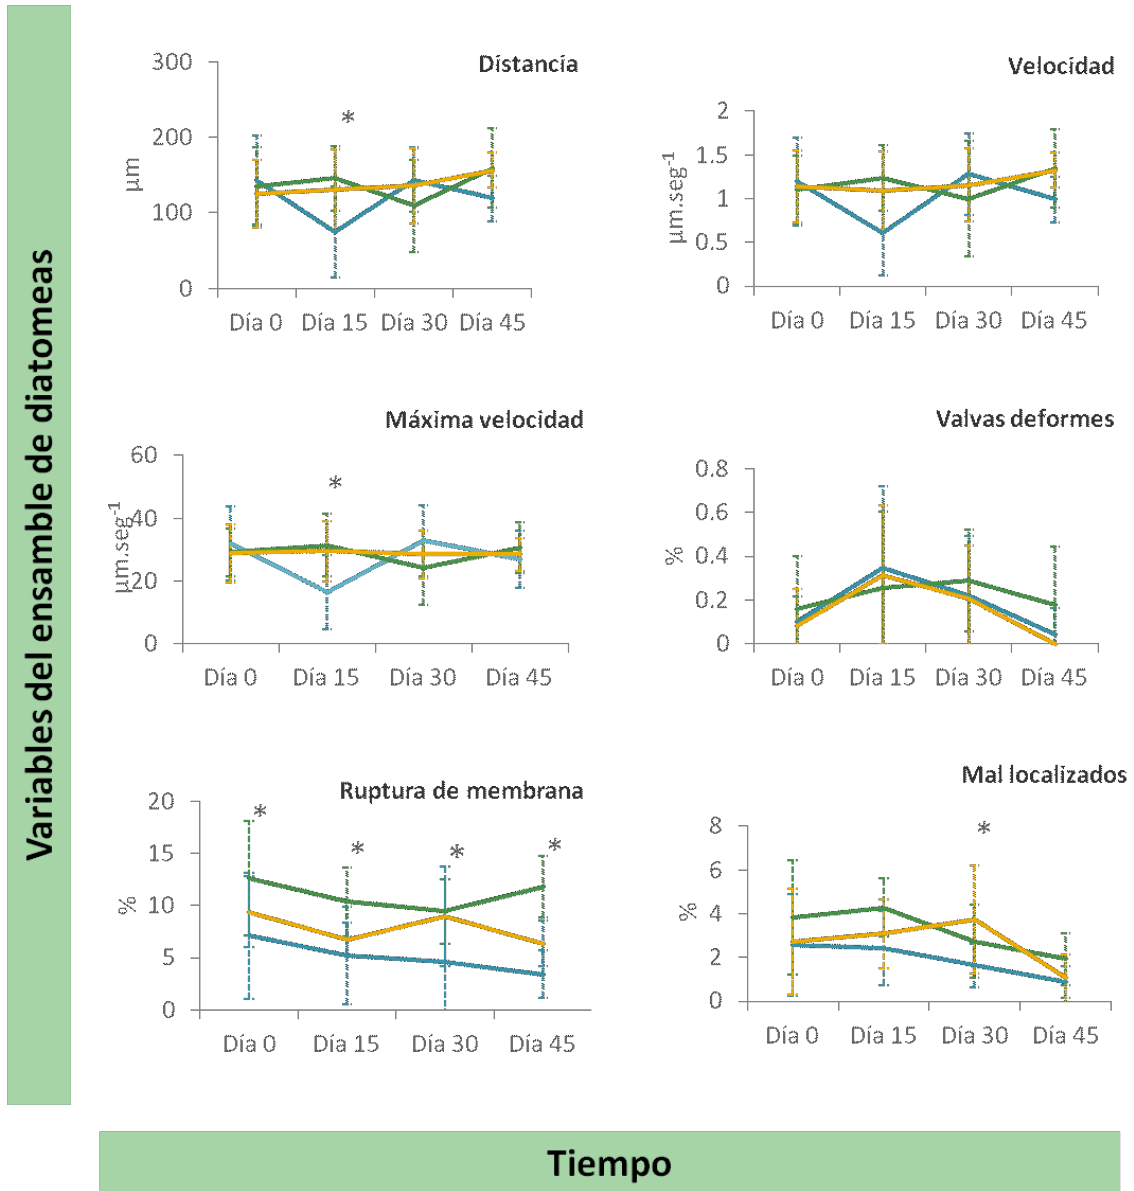 Variables del ensamble de diatomeas
Distancia
300
200
100
0
µm
*
Día 0 Día 15 Día 30 Día 45
Velocidad
2
1.5
1
0.5
0
µm.seg-1
Día 0 Día 15 Día 30 Día 45
Máxima velocidad
60
40
20
0
µm.seg-1
*
Día 0 Día 15 Día 30 Día 45
Valvas deformes
0.8
0.6
0.4
0.2
0
%
Día 0 Día 15 Día 30 Día 45
Ruptura de membrana
20
15
10
5
0
%
* * * *
Día 0 Día 15 Día 30 Día 45
Mal localizados
8
6
4
2
0
%
*
Día 0 Día 15 Día 30 Día 45
Tiempo